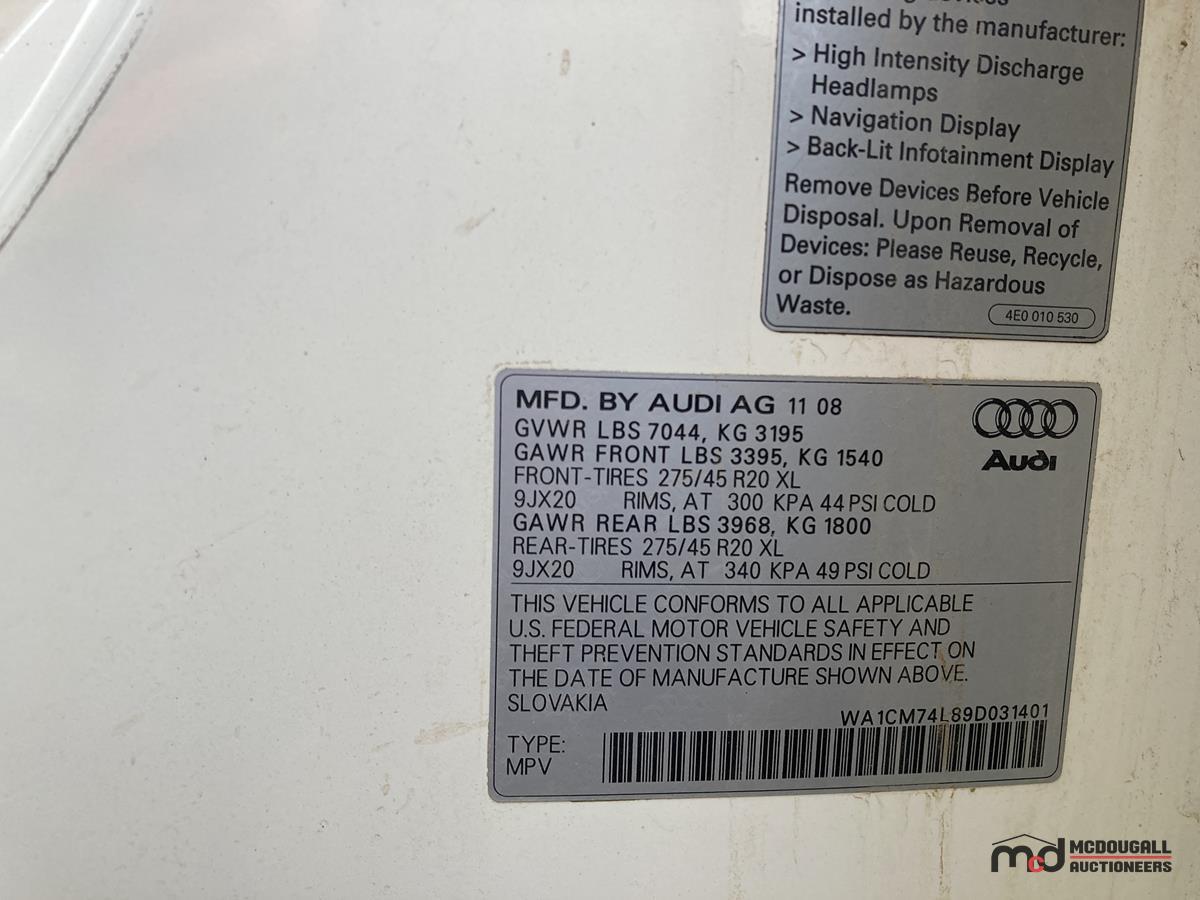 installed by the manufacturer:
> High Intensity Discharge
Headlamps
> Navigation Display
> Back-Lit Infotainment Display
Remove Devices Before Vehicle
Disposal. Upon Removal of
Devices: Please Reuse, Recycle,
or Dispose as Hazardous
Waste.
4E0 010 530
MFD. BY AUDI AG 11 08
GVWR LBS 7044, KG 3195
GAWR FRONT LBS 3395, KG 1540
FRONT-TIRES 275/45 R20 XL
9JX20 RIMS, AT 300 KPA 44 PSI COLD
GAWR REAR LBS 3968, KG 1800
REAR-TIRES 275/45 R20 XL
9JX20 RIMS, AT 340 KPA 49 PSI COLD
Audi
THIS VEHICLE CONFORMS TO ALL APPLICABLE
U.S. FEDERAL MOTOR VEHICLE SAFETY AND
THEFT PREVENTION STANDARDS IN EFFECT ON
THE DATE OF MANUFACTURE SHOWN ABOVE.
SLOVAKIA
WA1CM74L89D031401
TYPE:
MPV
mcd MCDOUGALL
AUCTIONEERS